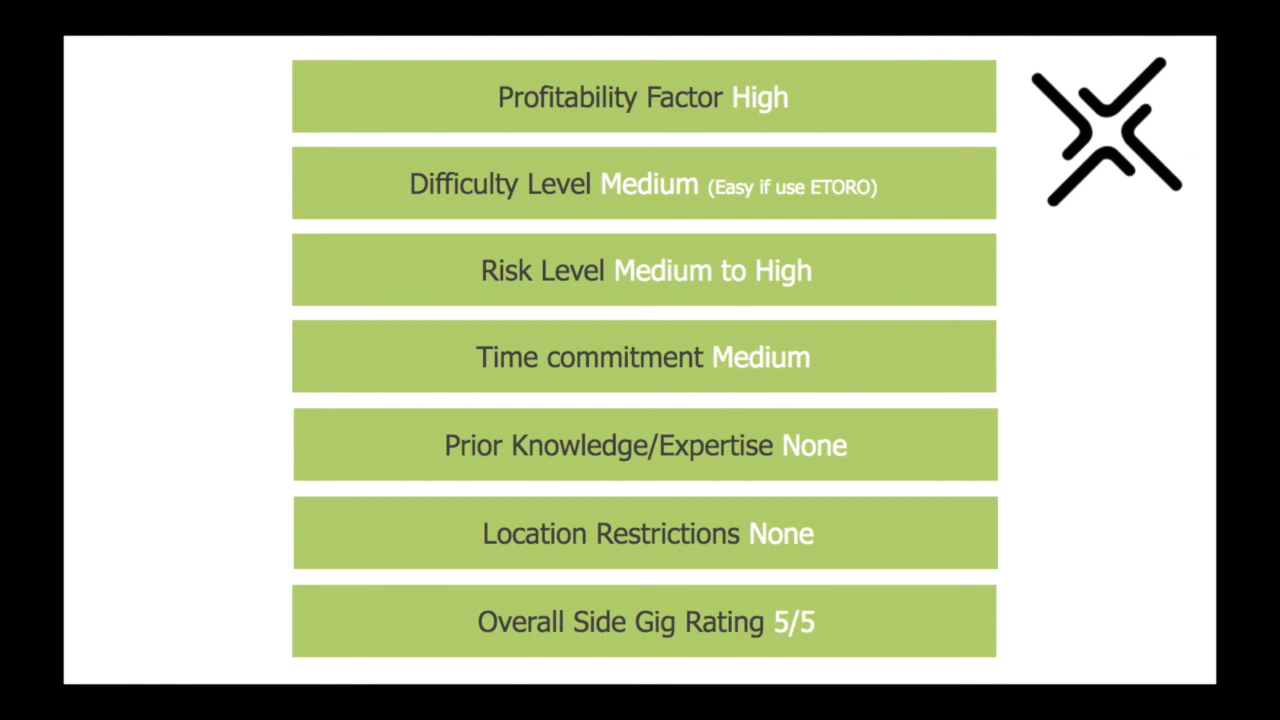 Profitability Factor High
Difficulty Level Medium (Easy if use ETORO)
Risk Level Medium to High
Time commitment Medium
Prior Knowledge/Expertise None
Location Restrictions None
Overall Side Gig Rating 5/5